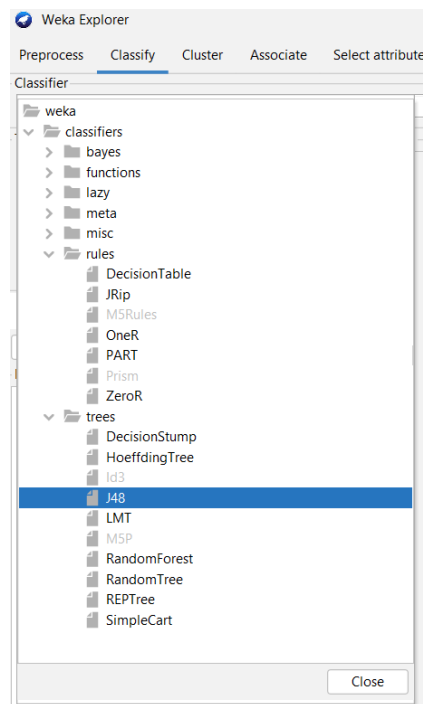 Weka Explorer
Preprocess Classify Cluster Associate Select attribute
Classifier
weka
classifiers
bayes
functions
lazy
meta
misc
rules
DecisionTable
JRip
M5Rules
OneR
PART
Prism
ZeroR
trees
DecisionStump
HoeffdingTree
Id3
J48
LMT
M5P
RandomForest
RandomTree
REPTree
SimpleCart
Close